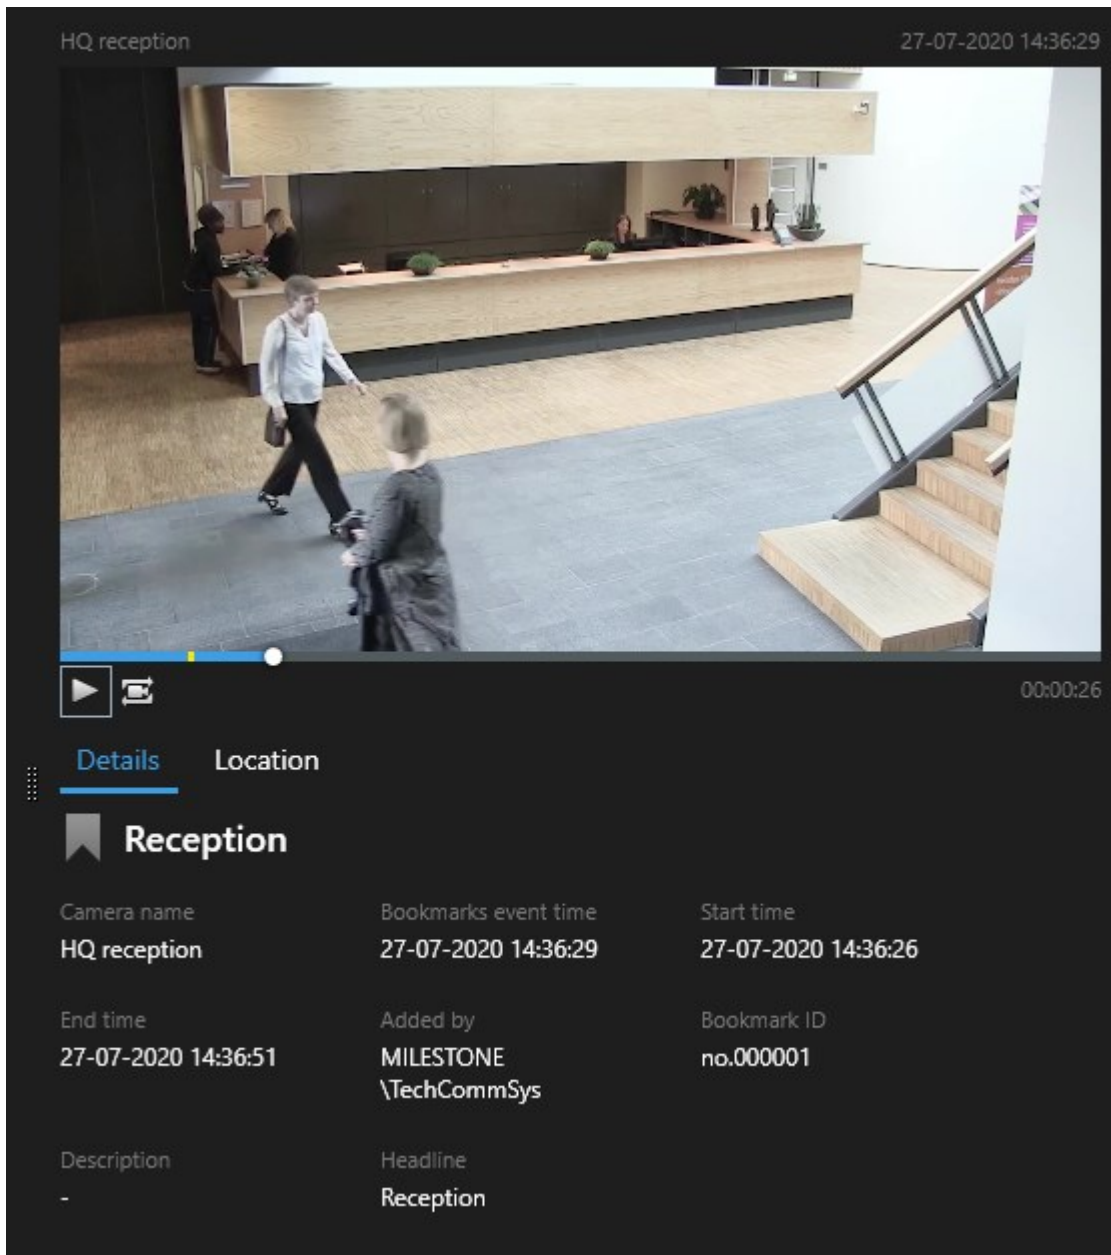 HQ reception 27-07-2020 14:36:29
00:00:26
Details Location
Reception
Camera name Bookmarks event time Start time
HQ reception 27-07-2020 14:36:29 27-07-2020 14:36:26
End time Added by Bookmark ID
27-07-2020 14:36:51 MILESTONE no.000001
\TechCommSys
Description Headline
- Reception